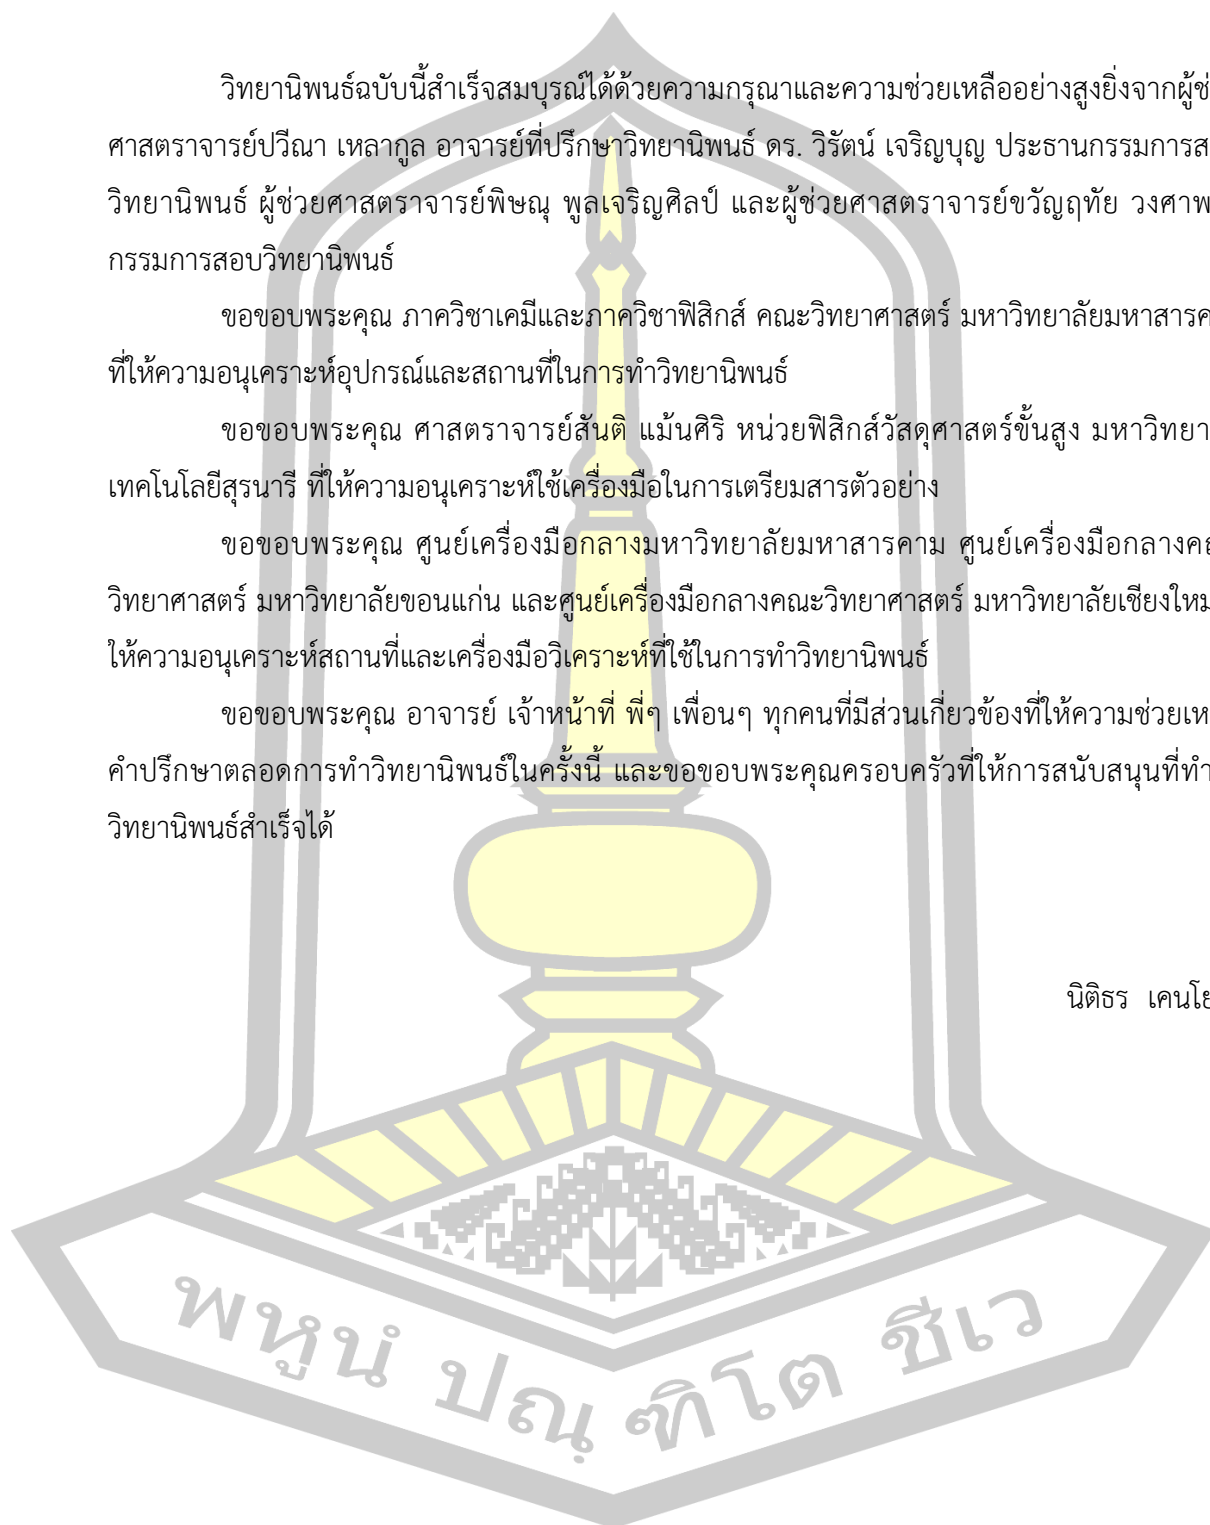 วิทยานิพนธ์ฉบับนี้สำเร็จสมบุรณ์ได้ด้วยความกรุณาและความช่วยเหลืออย่างสูงยิ่งจากผู้ช่
ศาสตราจารย์ปวีณา เหลากูล อาจารย์ที่ปรึกษาวิทยานิพนธ์ ดร. วิรัตน์ เจริญบุญ ประธานกรรมการส
วิทยานิพนธ์ ผู้ช่วยศาสตราจารย์พิษณุ พูลเจริญศิลป์ และผู้ช่วยศาสตราจารย์ขวัญฤทัย วงศาพ
กรรมการสอบวิทยานิพนธ์
ขอขอบพระคุณ ภาควิชาเคมีและภาควิชาฟิสิกส์ คณะวิทยาศาสตร์ มหาวิทยาลัยมหาสารค
ที่ให้ความอนุเคราะห์อุปกรณ์และสถานที่ในการทำวิทยานิพนธ์
ขอขอบพระคุณ ศาสตราจารย์สันติ แม้นศิริ หน่วยฟิสิกส์วัสดุศาสตร์ขั้นสูง มหาวิทยา
เทคโนโลยีสุรนารี ที่ให้ความอนุเคราะห์ใช้เครื่องมือในการเตรียมสารตัวอย่าง
ขอขอบพระคุณ ศูนย์เครื่องมือกลางมหาวิทยาลัยมหาสารคาม ศูนย์เครื่องมือกลางคณ
วิทยาศาสตร์ มหาวิทยาลัยขอนแก่น และศูนย์เครื่องมือกลางคณะวิทยาศาสตร์ มหาวิทยาลัยเชียงใหม
ให้ความอนุเคราะห์สถานที่และเครื่องมือวิเคราะห์ที่ใช้ในการทำวิทยานิพนธ์
ขอขอบพระคุณ อาจารย์ เจ้าหน้าที่ พี่ๆ เพื่อนๆ ทุกคนที่มีส่วนเกี่ยวข้องที่ให้ความช่วยเห
คำปรึกษาตลอดการทำวิทยานิพนธ์ในครั้งนี้ และขอขอบพระคุณครอบครัวที่ให้การสนับสนุนที่ทำ
วิทยานิพนธ์สำเร็จได้
นิติธร เคนโย
พหูนํ ปณฺ ฑิโต ชีเว